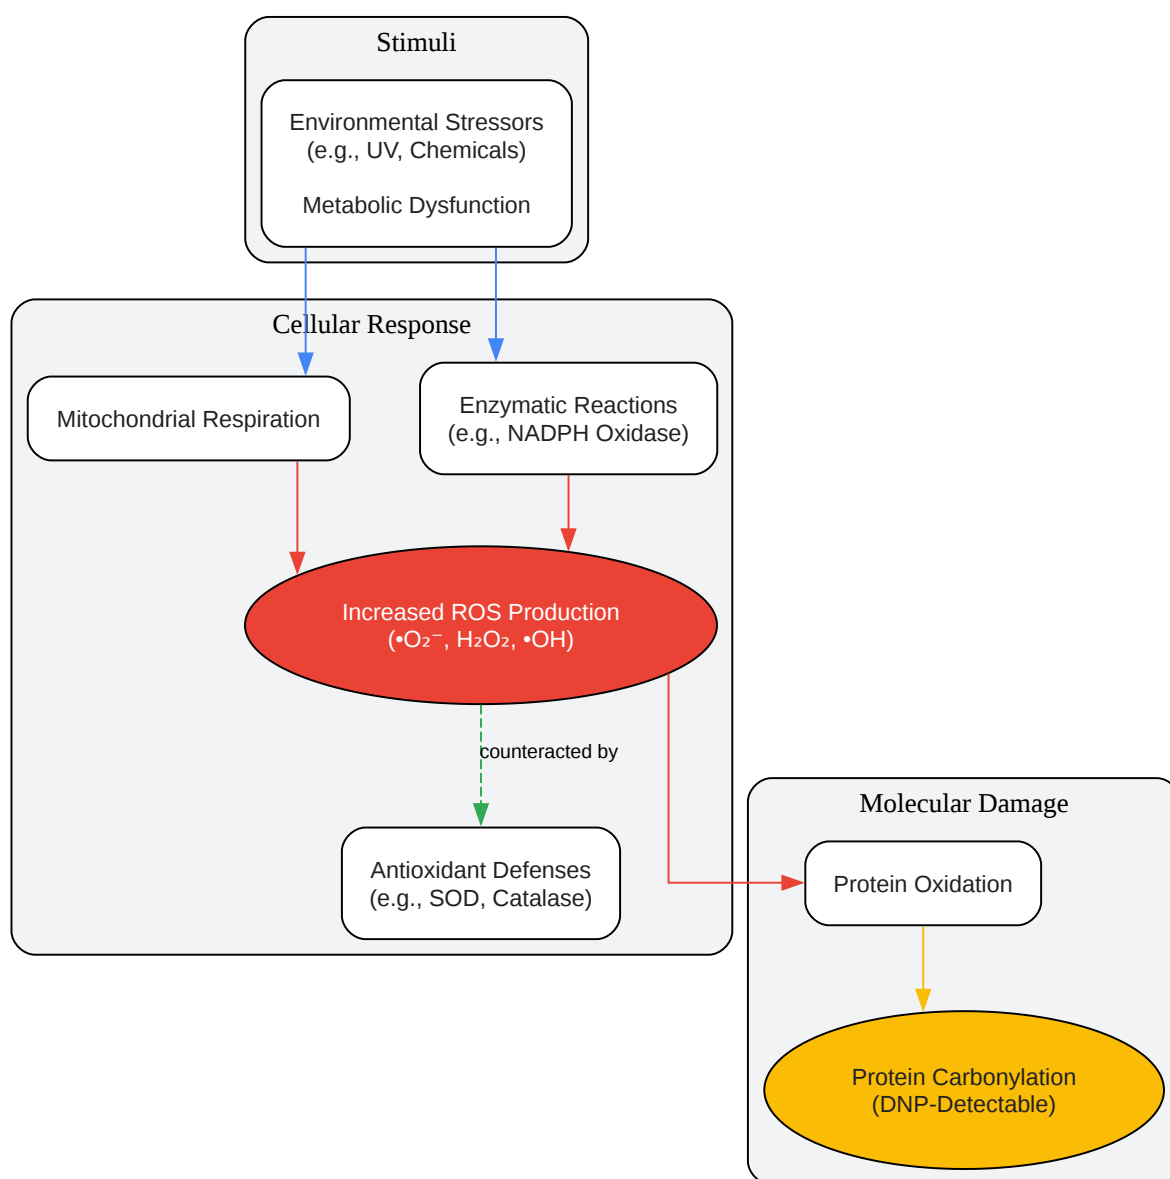 Stimuli
Environmental Stressors
(e.g., UV, Chemicals)
Metabolic Dysfunction
Cellular Response
Mitochondrial Respiration
Enzymatic Reactions
(e.g., NADPH Oxidase)
Increased ROS Production
(•O₂⁻, H₂O₂, •OH)
counteracted by
Antioxidant Defenses
(e.g., SOD, Catalase)
Molecular Damage
Protein Oxidation
Protein Carbonylation
(DNP-Detectable)